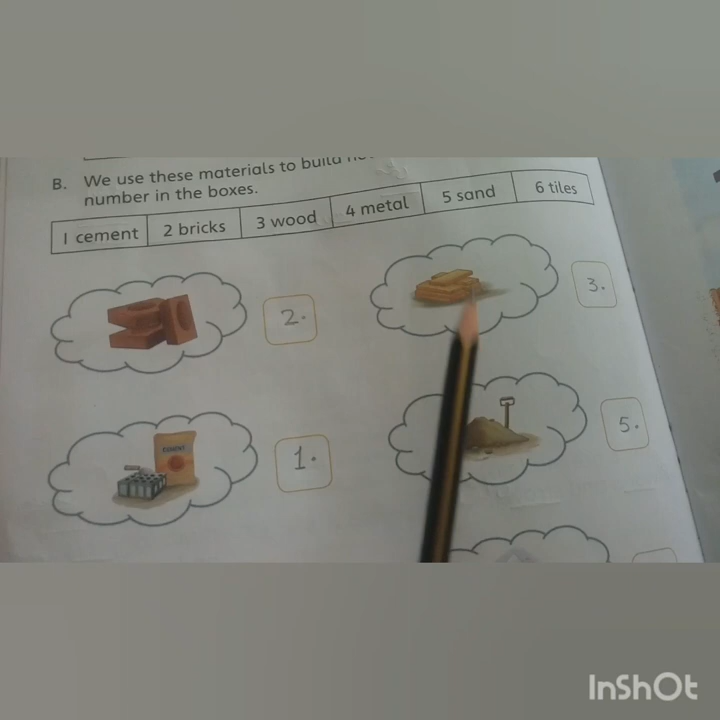 B. We use these materials to build
number in the boxes.
1 cement 2 bricks 3 wood 4 metal 5 sand 6 tiles
2. 3.
CEMENT
1. 5.
InShOt